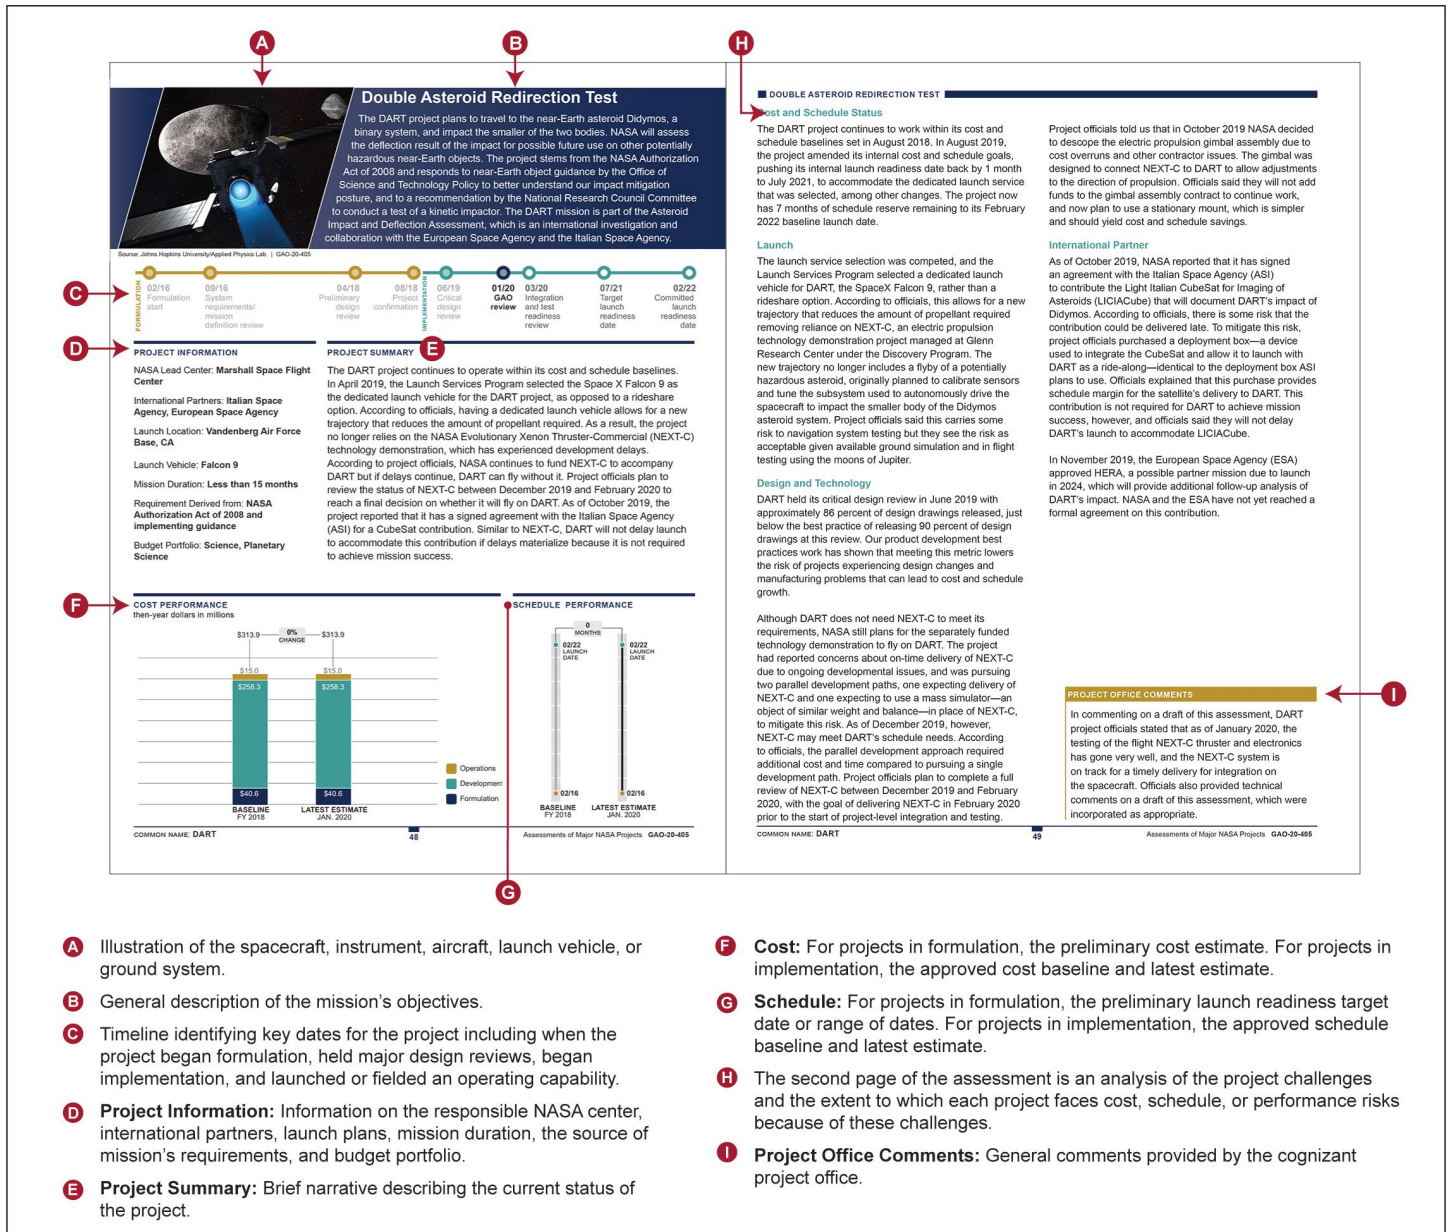 A
B
H
Double Asteroid Redirection Test
The DART project plans to travel to the near-Earth asteroid Didymos, a
binary system, and impact the smaller of the two bodies. NASA will assess
the deflection result of the impact for possible future use on other potentially
hazardous near-Earth objects. The project stems from the NASA Authorization
Act of 2008 and responds to near-Earth object guidance by the Office of
Science and Technology Policy to better understand our impact mitigation
posture, and to a recommendation by the National Research Council Committee
to conduct a test of a kinetic impactor. The DART mission is part of the Asteroid
Impact and Deflection Assessment, which is an international investigation and
collaboration with the European Space Agency and the Italian Space Agency.
Source: Johns Hopkins University/Applied Physics Lab. | GAO-20-405
C
FORMULATION
02/16
Formulation
start
09/16
System
requirements/
mission
definition review
04/18
Preliminary
design
review
08/18
Project
confirmation
IMPLEMENTATION
06/19
Critical
design
review
01/20
GAO
review
03/20
Integration
and test
readiness
review
07/21
Target
launch
readiness
date
02/22
Committed
launch
readiness
date
D
PROJECT INFORMATION
NASA Lead Center: Marshall Space Flight
Center
International Partners: Italian Space
Agency, European Space Agency
Launch Location: Vandenberg Air Force
Base, CA
Launch Vehicle: Falcon 9
Mission Duration: Less than 15 months
Requirement Derived from: NASA
Authorization Act of 2008 and
implementing guidance
Budget Portfolio: Science, Planetary
Science
PROJECT SUMMARY
E
The DART project continues to operate within its cost and schedule baselines.
In April 2019, the Launch Services Program selected the Space X Falcon 9 as
the dedicated launch vehicle for the DART project, as opposed to a rideshare
option. According to officials, having a dedicated launch vehicle allows for a new
trajectory that reduces the amount of propellant required. As a result, the project
no longer relies on the NASA Evolutionary Xenon Thruster-Commercial (NEXT-C)
technology demonstration, which has experienced development delays.
According to project officials, NASA continues to fund NEXT-C to accompany
DART but if delays continue, DART can fly without it. Project officials plan to
review the status of NEXT-C between December 2019 and February 2020 to
reach a final decision on whether it will fly on DART. As of October 2019, the
project reported that it has a signed agreement with the Italian Space Agency
(ASI) for a CubeSat contribution. Similar to NEXT-C, DART will not delay launch
to accommodate this contribution if delays materialize because it is not required
to achieve mission success.
F
COST PERFORMANCE
then-year dollars in millions
$313.9
0%
CHANGE
$313.9
$15.0
$15.0
$258.3
$258.3
$40.6
$40.6
BASELINE
FY 2018
LATEST ESTIMATE
JAN. 2020
Operations
Development
Formulation
SCHEDULE PERFORMANCE
0
MONTHS
02/22
LAUNCH
DATE
02/22
LAUNCH
DATE
02/16
02/16
BASELINE
FY 2018
LATEST ESTIMATE
JAN. 2020
COMMON NAME: DART
48
Assessments of Major NASA Projects GAO-20-405
G
DOUBLE ASTEROID REDIRECTION TEST
Cost and Schedule Status
The DART project continues to work within its cost and
schedule baselines set in August 2018. In August 2019,
the project amended its internal cost and schedule goals,
pushing its internal launch readiness date back by 1 month
to July 2021, to accommodate the dedicated launch service
that was selected, among other changes. The project now
has 7 months of schedule reserve remaining to its February
2022 baseline launch date.
Launch
The launch service selection was competed, and the
Launch Services Program selected a dedicated launch
vehicle for DART, the SpaceX Falcon 9, rather than a
rideshare option. According to officials, this allows for a new
trajectory that reduces the amount of propellant required
removing reliance on NEXT-C, an electric propulsion
technology demonstration project managed at Glenn
Research Center under the Discovery Program. The
new trajectory no longer includes a flyby of a potentially
hazardous asteroid, originally planned to calibrate sensors
and tune the subsystem used to autonomously drive the
spacecraft to impact the smaller body of the Didymos
asteroid system. Project officials said this carries some
risk to navigation system testing but they see the risk as
acceptable given available ground simulation and in flight
testing using the moons of Jupiter.
Design and Technology
DART held its critical design review in June 2019 with
approximately 86 percent of design drawings released, just
below the best practice of releasing 90 percent of design
drawings at this review. Our product development best
practices work has shown that meeting this metric lowers
the risk of projects experiencing design changes and
manufacturing problems that can lead to cost and schedule
growth.
Although DART does not need NEXT-C to meet its
requirements, NASA still plans for the separately funded
technology demonstration to fly on DART. The project
had reported concerns about on-time delivery of NEXT-C
due to ongoing developmental issues, and was pursuing
two parallel development paths, one expecting delivery of
NEXT-C and one expecting to use a mass simulator—an
object of similar weight and balance—in place of NEXT-C,
to mitigate this risk. As of December 2019, however,
NEXT-C may meet DART's schedule needs. According
to officials, the parallel development approach required
additional cost and time compared to pursuing a single
development path. Project officials plan to complete a full
review of NEXT-C between December 2019 and February
2020, with the goal of delivering NEXT-C in February 2020
prior to the start of project-level integration and testing.
Project officials told us that in October 2019 NASA decided
to descope the electric propulsion gimbal assembly due to
cost overruns and other contractor issues. The gimbal was
designed to connect NEXT-C to DART to allow adjustments
to the direction of propulsion. Officials said they will not add
funds to the gimbal assembly contract to continue work,
and now plan to use a stationary mount, which is simpler
and should yield cost and schedule savings.
International Partner
As of October 2019, NASA reported that it has signed
an agreement with the Italian Space Agency (ASI)
to contribute the Light Italian CubeSat for Imaging of
Asteroids (LICIACube) that will document DART's impact of
Didymos. According to officials, there is some risk that the
contribution could be delivered late. To mitigate this risk,
project officials purchased a deployment box—a device
used to integrate the CubeSat and allow it to launch with
DART as a ride-along—identical to the deployment box ASI
plans to use. Officials explained that this purchase provides
schedule margin for the satellite's delivery to DART. This
contribution is not required for DART to achieve mission
success, however, and officials said they will not delay
DART's launch to accommodate LICIACube.
In November 2019, the European Space Agency (ESA)
approved HERA, a possible partner mission due to launch
in 2024, which will provide additional follow-up analysis of
DART's impact. NASA and the ESA have not yet reached a
formal agreement on this contribution.
PROJECT OFFICE COMMENTS
I
In commenting on a draft of this assessment, DART
project officials stated that as of January 2020, the
testing of the flight NEXT-C thruster and electronics
has gone very well, and the NEXT-C system is
on track for a timely delivery for integration on
the spacecraft. Officials also provided technical
comments on a draft of this assessment, which were
incorporated as appropriate.
COMMON NAME: DART
49
Assessments of Major NASA Projects GAO-20-405
A Illustration of the spacecraft, instrument, aircraft, launch vehicle, or
ground system.
B General description of the mission's objectives.
C Timeline identifying key dates for the project including when the
project began formulation, held major design reviews, began
implementation, and launched or fielded an operating capability.
D Project Information: Information on the responsible NASA center,
international partners, launch plans, mission duration, the source of
mission's requirements, and budget portfolio.
E Project Summary: Brief narrative describing the current status of
the project.
F Cost: For projects in formulation, the preliminary cost estimate. For projects in
implementation, the approved cost baseline and latest estimate.
G Schedule: For projects in formulation, the preliminary launch readiness target
date or range of dates. For projects in implementation, the approved schedule
baseline and latest estimate.
H The second page of the assessment is an analysis of the project challenges
and the extent to which each project faces cost, schedule, or performance risks
because of these challenges.
I Project Office Comments: General comments provided by the cognizant
project office.